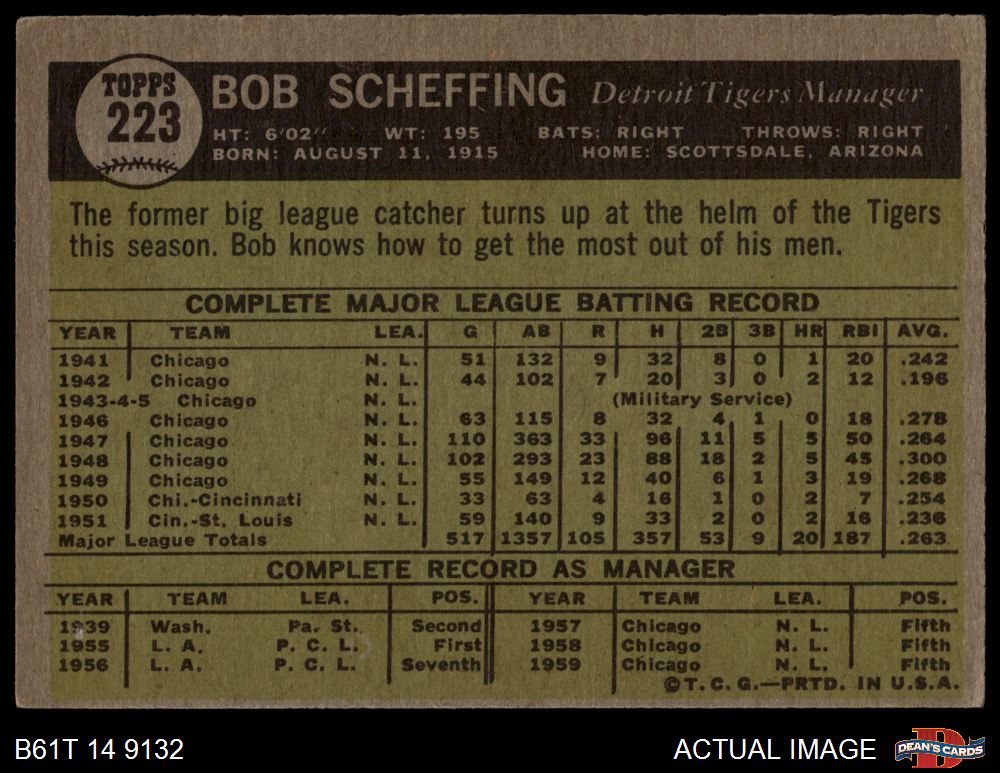 TOPPS
223
BOB SCHEFFING Detroit Tigers Manager
HT: 6'02" WT: 195 BATS: RIGHT THROWS: RIGHT
BORN: AUGUST 11, 1915 HOME: SCOTTSDALE, ARIZONA
The former big league catcher turns up at the helm of the Tigers
this season. Bob knows how to get the most out of his men.
COMPLETE MAJOR LEAGUE BATTING RECORD
YEAR TEAM LEA. G AB R H 2B 3B HR RBI AVG.
1941 Chicago N. L. 51 132 9 32 8 0 1 20 .242
1942 Chicago N. L. 44 102 7 20 3 0 2 12 .196
1943-4-5 Chicago N. L. (Military Service)
1946 Chicago N. L. 63 115 8 32 4 1 0 18 .278
1947 Chicago N. L. 110 363 33 96 11 5 5 50 .264
1948 Chicago N. L. 102 293 23 88 18 2 5 45 .300
1949 Chicago N. L. 55 149 12 40 6 1 3 19 .268
1950 Chi.-Cincinnati N. L. 33 63 4 16 1 0 2 7 .254
1951 Cin.-St. Louis N. L. 59 140 9 33 2 0 2 16 .236
Major League Totals 517 1357 105 357 53 9 20 187 .263
COMPLETE RECORD AS MANAGER
YEAR TEAM LEA. POS. YEAR TEAM LEA. POS.
1939 Wash. Pa. St. Second 1957 Chicago N. L. Fifth
1955 L. A. P. C. L. First 1958 Chicago N. L. Fifth
1956 L. A. P. C. L. Seventh 1959 Chicago N. L. Fifth
©T. C. G.—PRTD. IN U.S.A.
B61T 14 9132 ACTUAL IMAGE DEAN'S CARDS